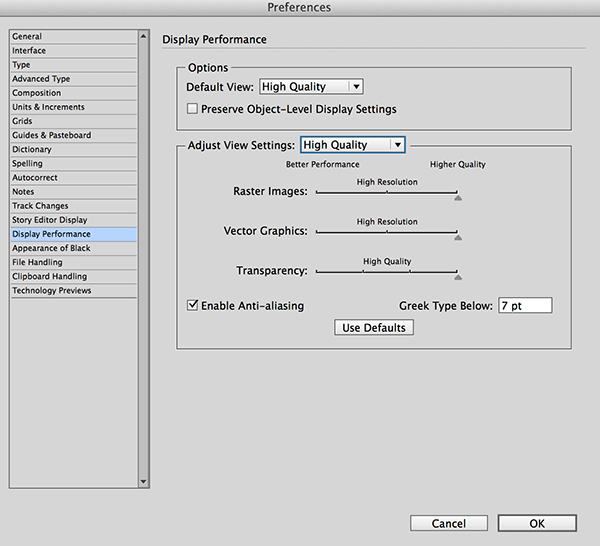 Preferences
General
Interface
Type
Advanced Type
Composition
Units & Increments
Grids
Guides & Pasteboard
Dictionary
Spelling
Autocorrect
Notes
Track Changes
Story Editor Display
Display Performance
Appearance of Black
File Handling
Clipboard Handling
Technology Previews
Display Performance
Options
Default View: High Quality
Preserve Object-Level Display Settings
Adjust View Settings: High Quality
Better Performance Higher Quality
High Resolution
Raster Images:
High Resolution
Vector Graphics:
High Quality
Transparency:
Enable Anti-aliasing Greek Type Below: 7 pt
Use Defaults
Cancel OK